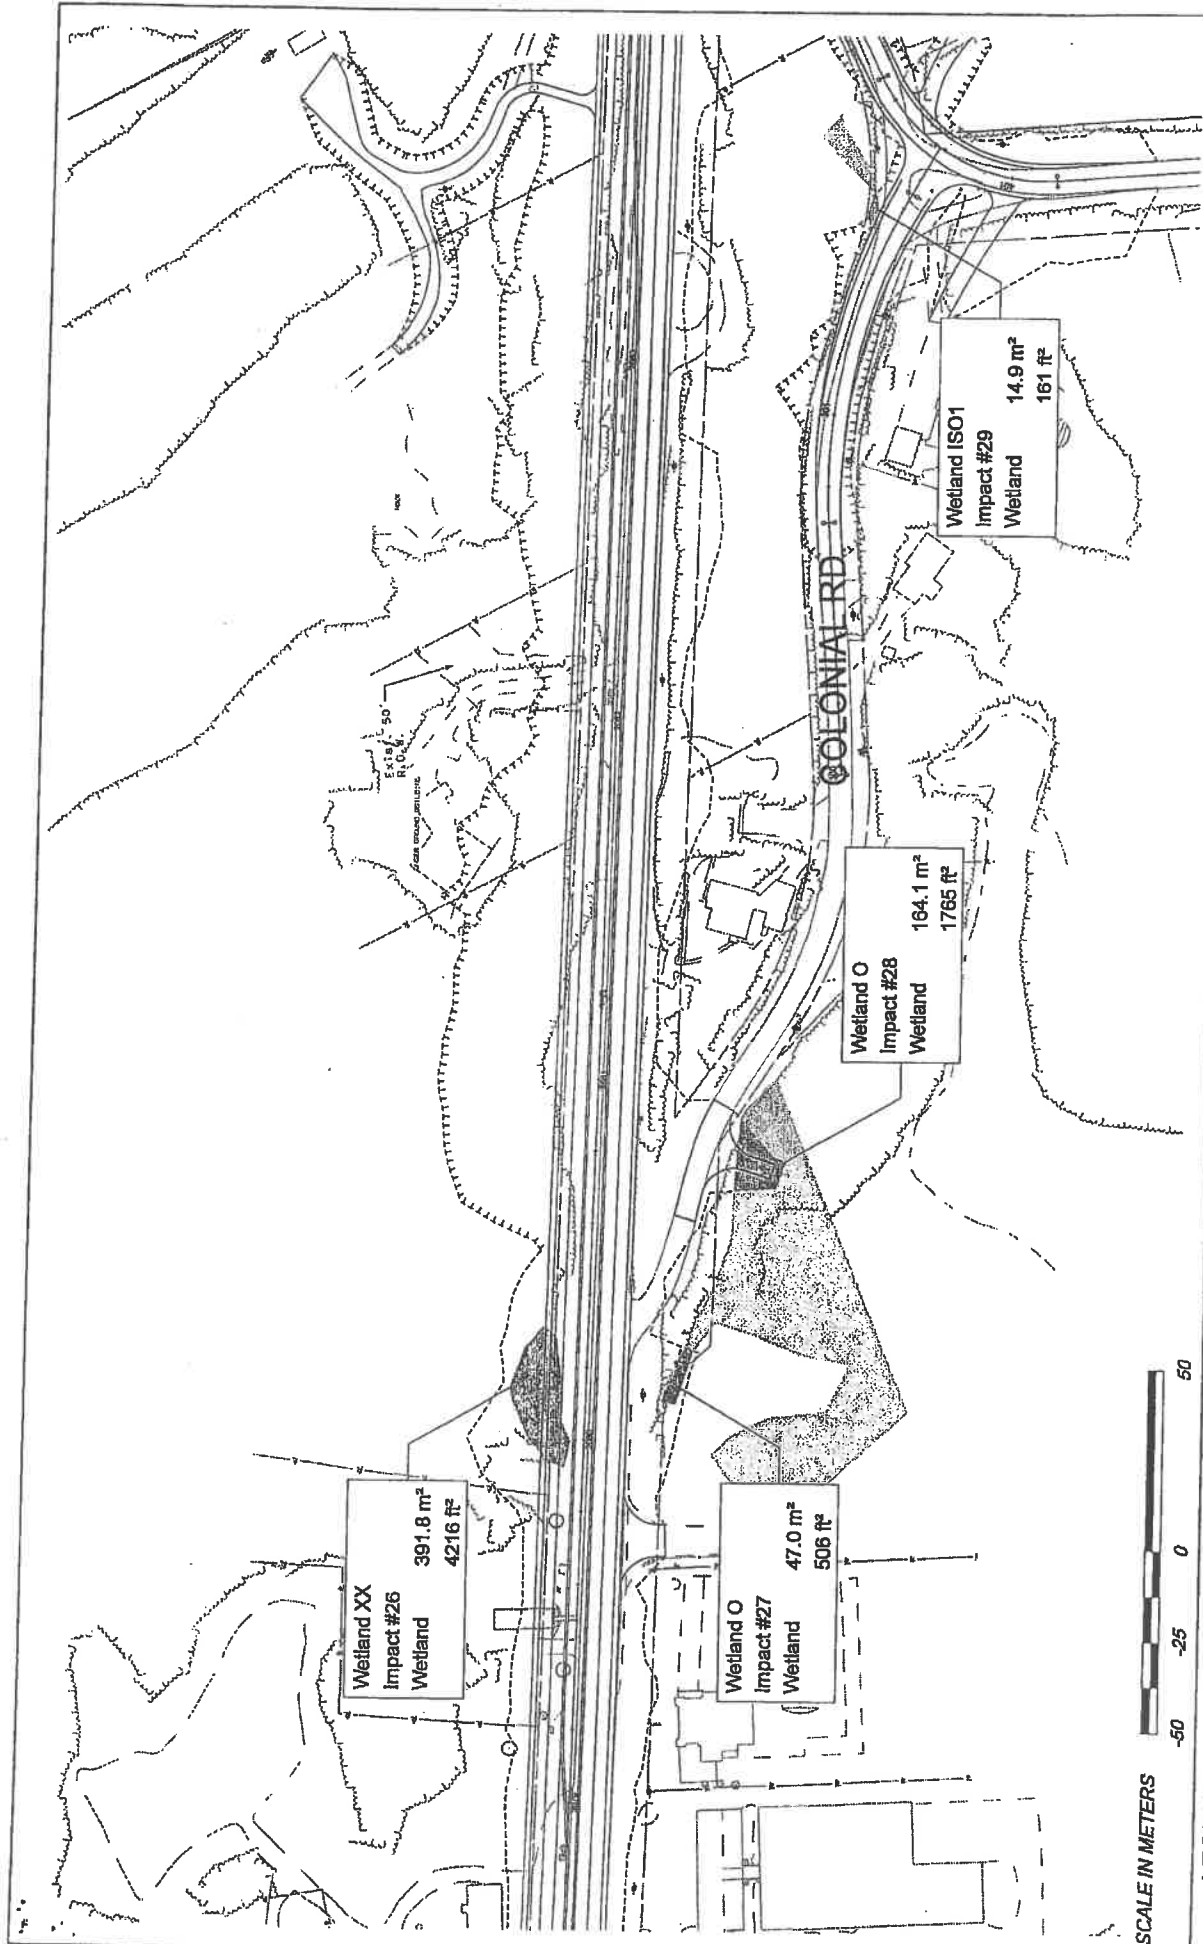 Wetland XX
Impact #26
Wetland 391.8 m²
4216 ft²
Wetland O
Impact #27
Wetland 47.0 m²
506 ft²
Wetland O
Impact #28
Wetland 164.1 m²
1765 ft²
Wetland ISO1
Impact #29
Wetland 14.9 m²
161 ft²
COLONIAL RD
Exist. 50'
R.O.W.
SCALE IN METERS
-50 -25 0 50